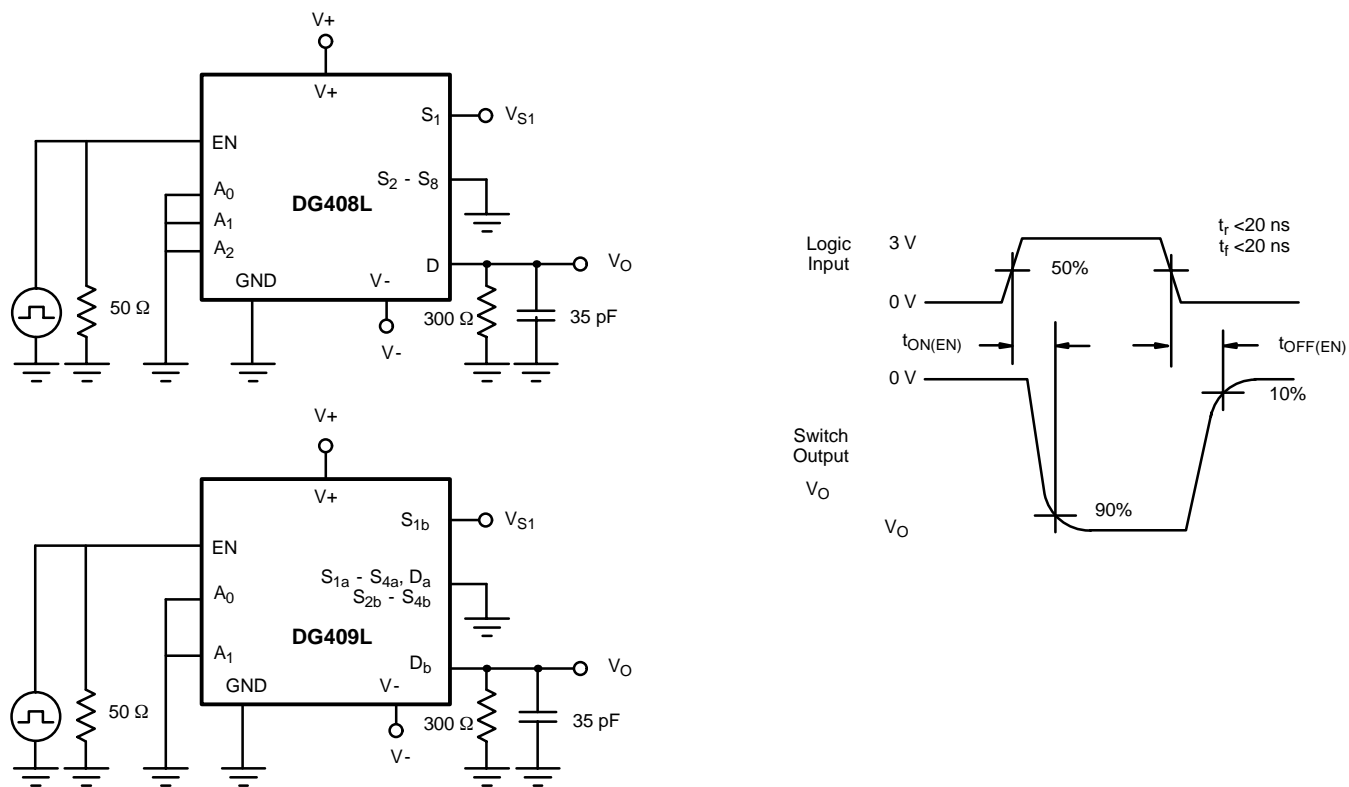 V+
V+
S1
VS1
EN
S2 - S8
A0
DG408L
A1
A2
D
VO
GND
V-
50 Ω
300 Ω
35 pF
V-
V+
V+
S1b
VS1
EN
S1a - S4a, Da
S2b - S4b
A0
DG409L
A1
Db
VO
GND
V-
50 Ω
300 Ω
35 pF
V-
Logic
Input
3 V
tr <20 ns
tf <20 ns
50%
0 V
tON(EN)
tOFF(EN)
0 V
10%
Switch
Output
VO
90%
VO